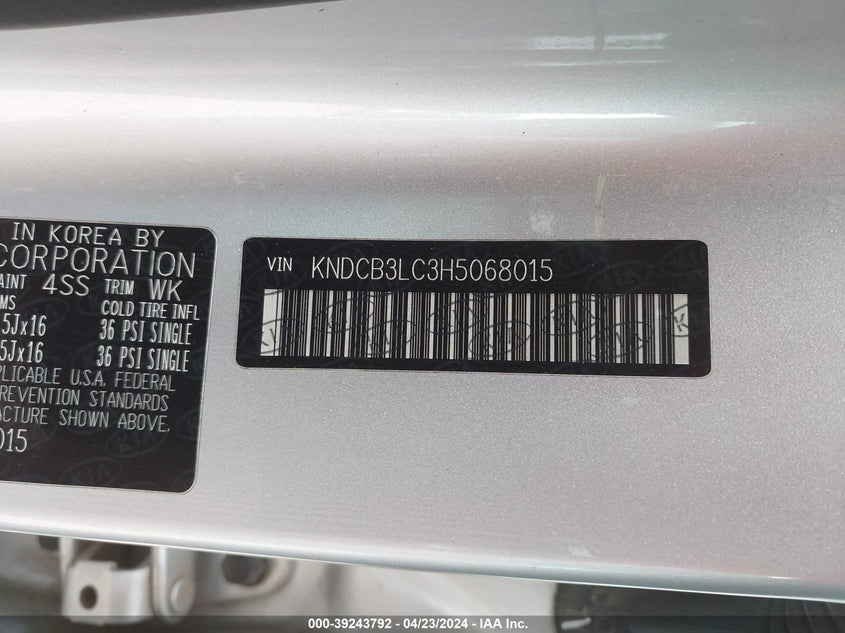 IN KOREA BY
CORPORATION
AINT 4SS TRIM WK
MS COLD TIRE INFL
5Jx16 36 PSI SINGLE
5Jx16 36 PSI SINGLE
PLICABLE U.S.A. FEDERAL
REVENTION STANDARDS
ACTURE SHOWN ABOVE.
015
VIN KNDCB3LC3H5068015
000-39243792 - 04/23/2024 - IAA Inc.